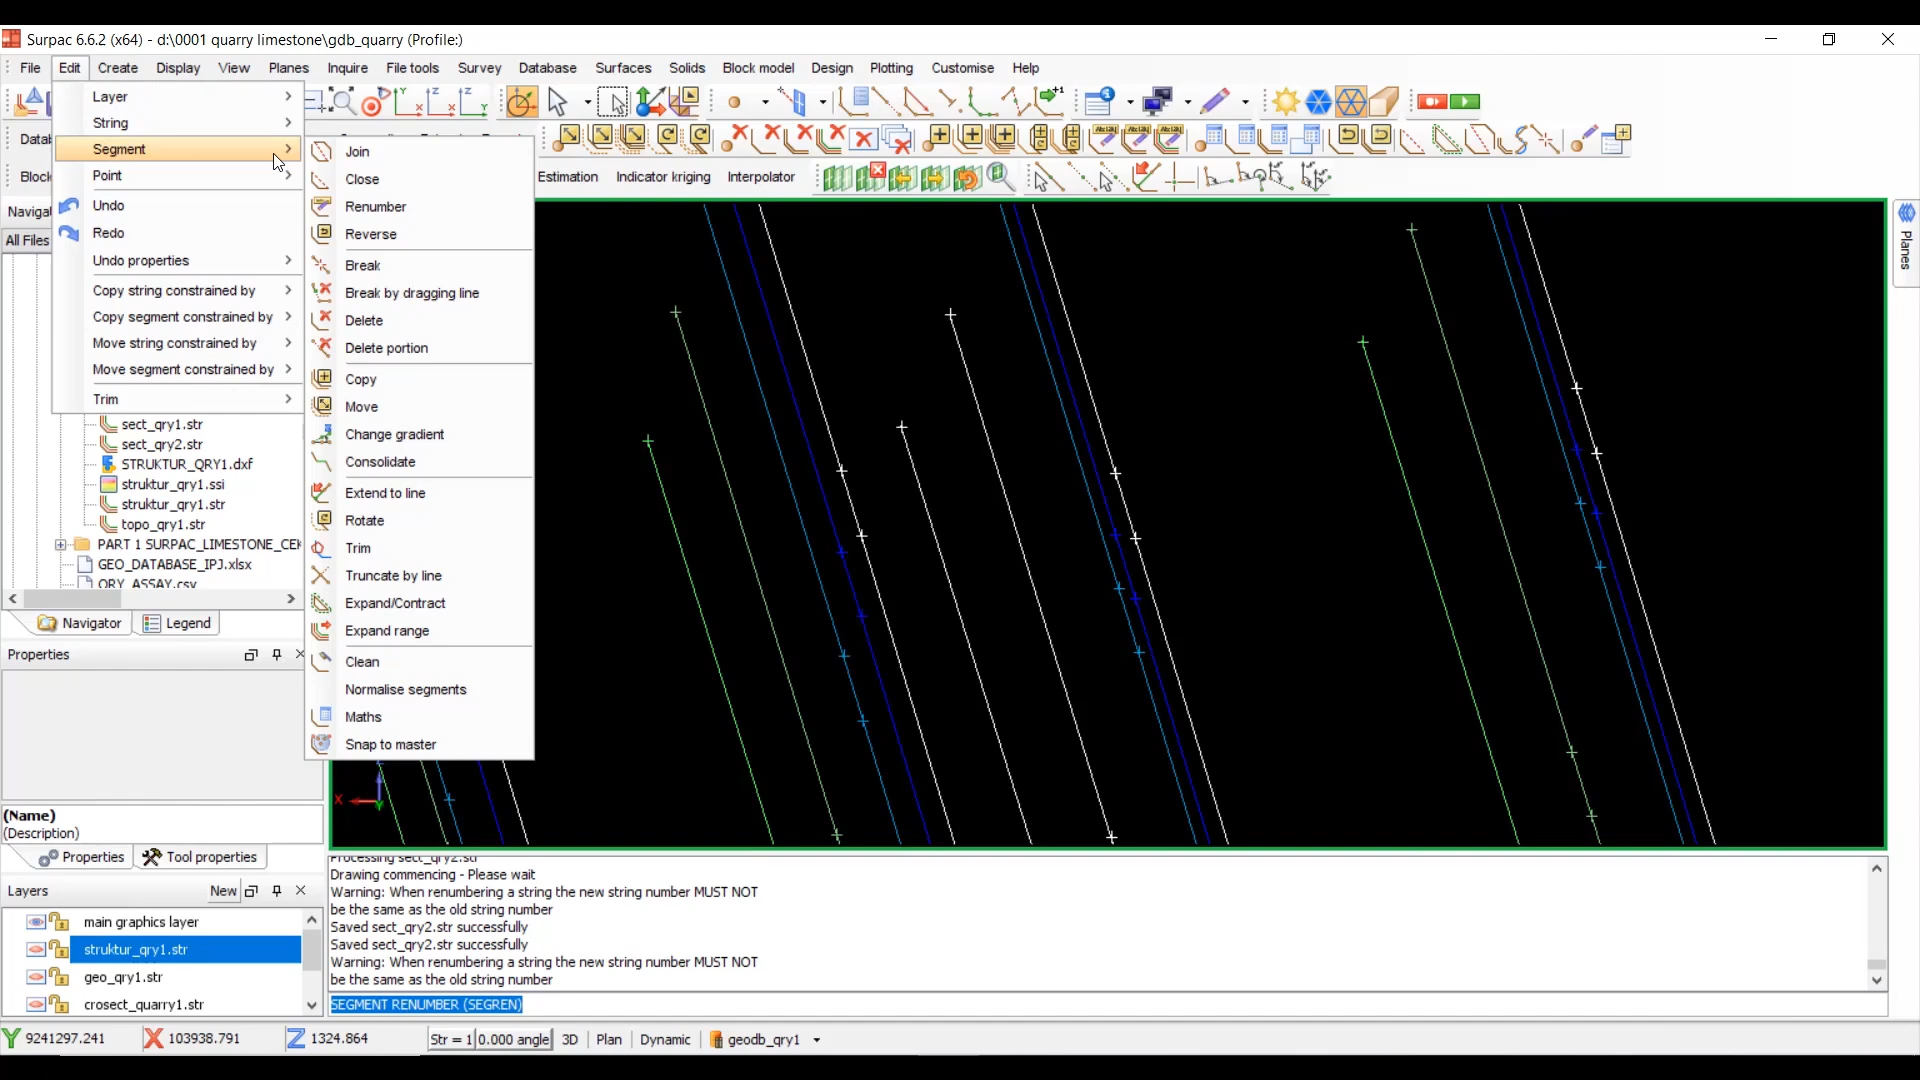 Surpac 6.6.2 (x64) - d:\0001 quarry limestone\gdb_quarry (Profile:)
File Edit Create Display View Planes Inquire File tools Survey Database Surfaces Solids Block model Design Plotting Customise Help
Layer
String
Segment
Point
Undo
Redo
Undo properties
Copy string constrained by
Copy segment constrained by
Move string constrained by
Move segment constrained by
Trim
Join
Close
Renumber
Reverse
Break
Break by dragging line
Delete
Delete portion
Copy
Move
Change gradient
Consolidate
Extend to line
Rotate
Trim
Truncate by line
Expand/Contract
Expand range
Clean
Normalise segments
Maths
Snap to master
Estimation Indicator kriging Interpolator
All Files
Planes
sect_qry1.str
sect_qry2.str
STRUKTUR_QRY1.dxf
struktur_qry1.ssi
struktur_qry1.str
topo_qry1.str
PART 1 SURPAC_LIMESTONE_CE
GEO_DATABASE_IPJ.xlsx
QRY ASSAY.csv
Navigator Legend
Properties
(Name)
(Description)
Properties Tool properties
Layers New
main graphics layer
struktur_qry1.str
geo_qry1.str
crosect_quarry1.str
X
Processing sect_qry2.str
Drawing commencing - Please wait
Warning: When renumbering a string the new string number MUST NOT
be the same as the old string number
Saved sect_qry2.str successfully
Saved sect_qry2.str successfully
Warning: When renumbering a string the new string number MUST NOT
be the same as the old string number
SEGMENT RENUMBER (SEGREN)
Y 9241297.241 X 103938.791 Z 1324.864 Str = 1 0.000 angle 3D Plan Dynamic geodb_qry1